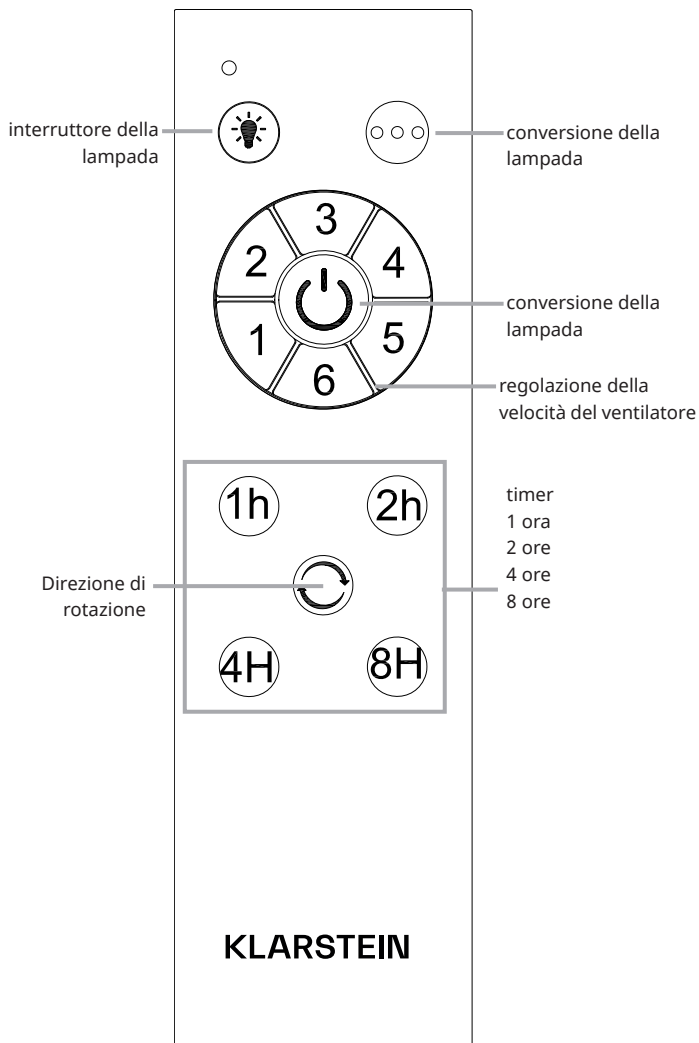 interruttore della
lampada
conversione della
lampada
3
2
4
1
5
6
conversione della
lampada
regolazione della
velocità del ventilatore
1h
2h
timer
1 ora
2 ore
4 ore
8 ore
Direzione di
rotazione
4H
8H
KLARSTEIN